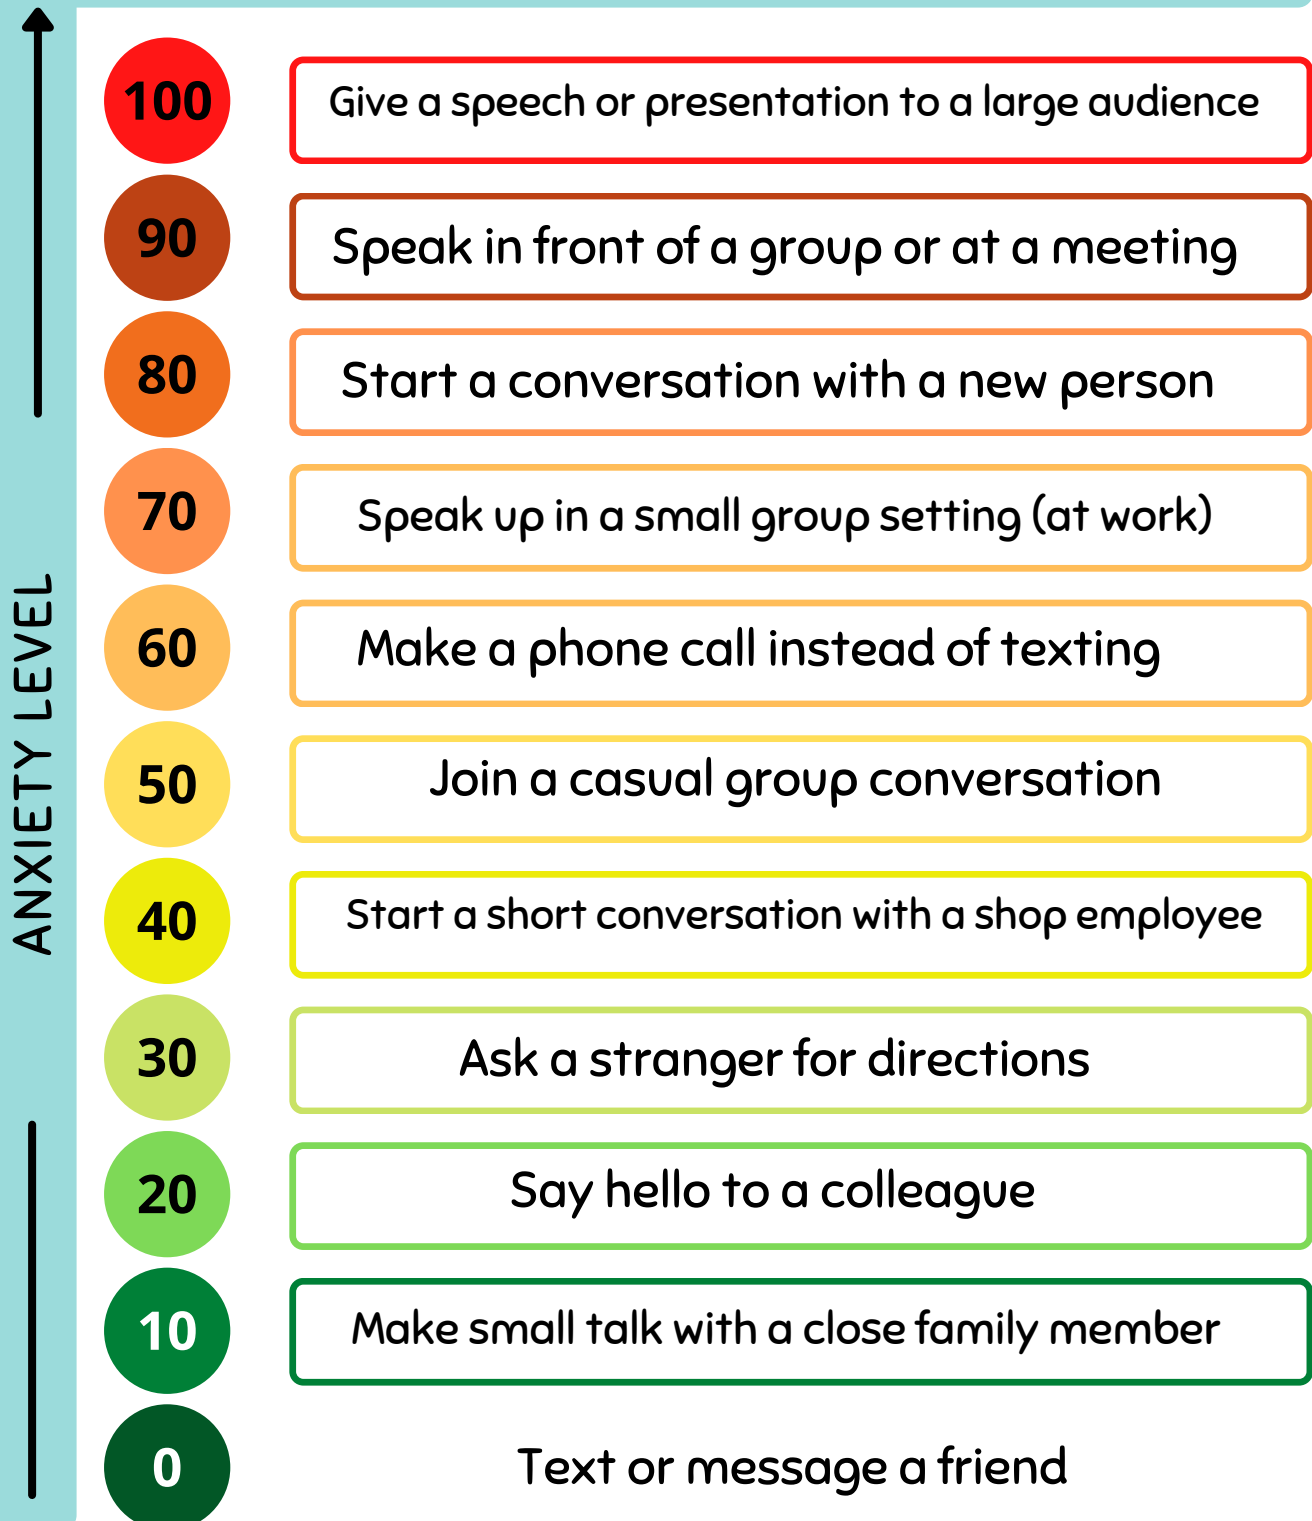 ANXIETY LEVEL
100 Give a speech or presentation to a large audience
90 Speak in front of a group or at a meeting
80 Start a conversation with a new person
70 Speak up in a small group setting (at work)
60 Make a phone call instead of texting
50 Join a casual group conversation
40 Start a short conversation with a shop employee
30 Ask a stranger for directions
20 Say hello to a colleague
10 Make small talk with a close family member
0 Text or message a friend